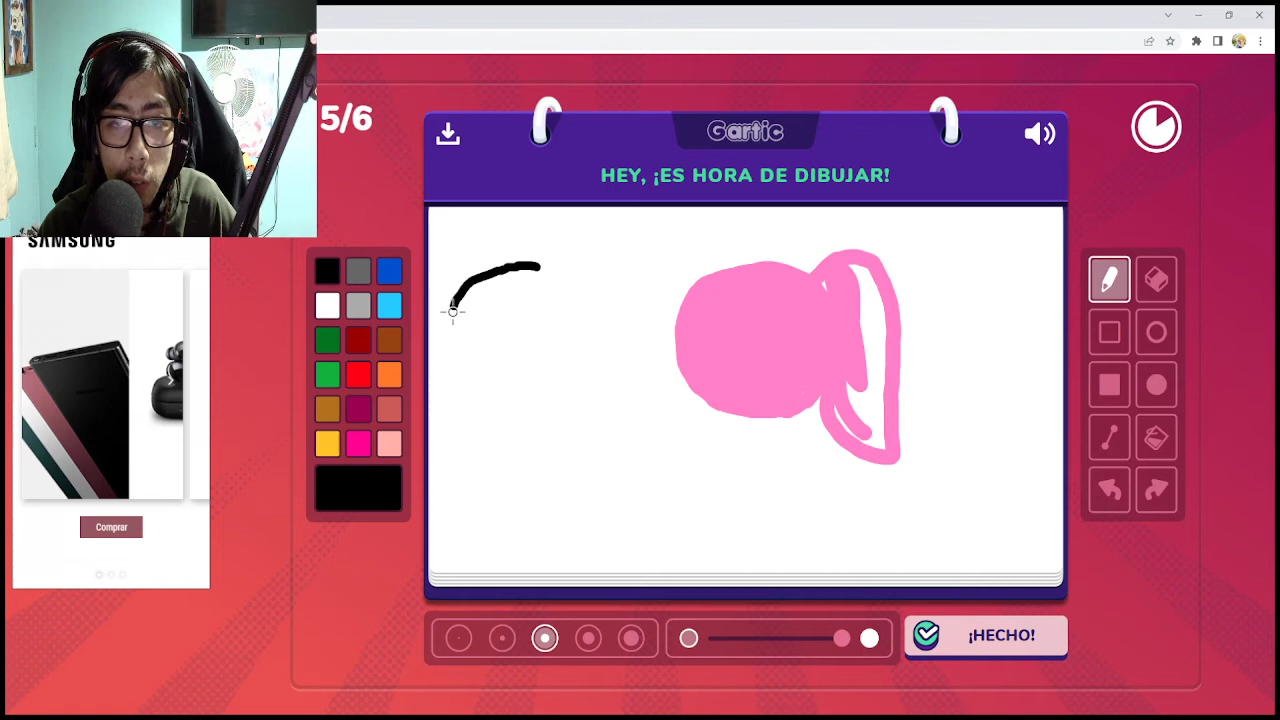 5/6
Gartic
HEY, ¡ES HORA DE DIBUJAR!
SAMSUNG
Comprar
¡HECHO!